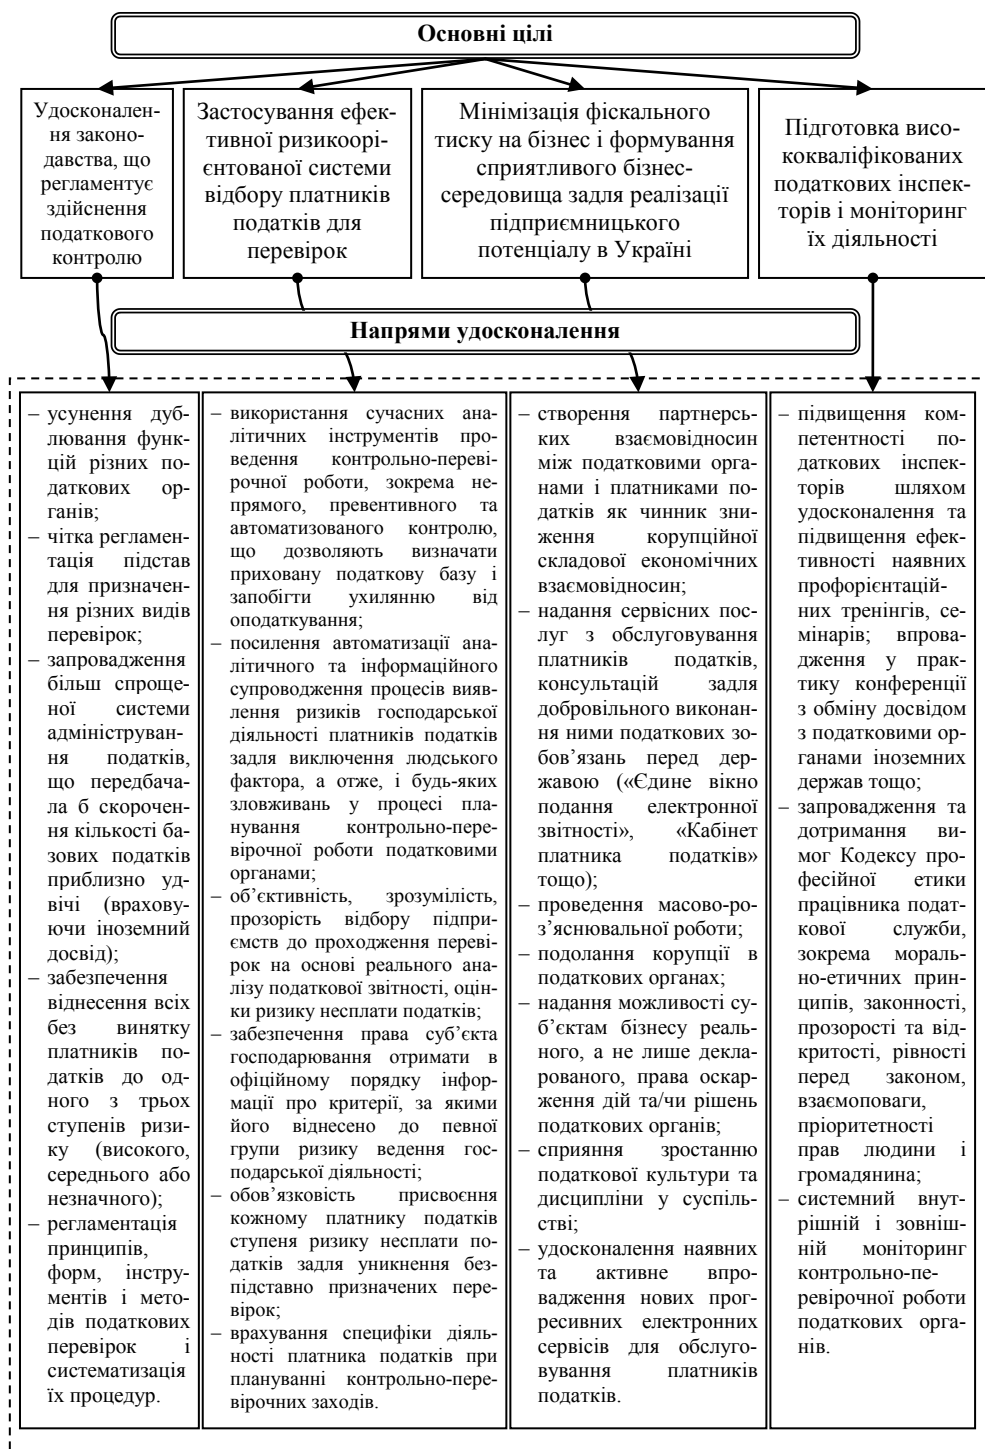 Основні цілі
Удосконален-
ня законо-
давства, що
регламентує
здійснення
податкового
контролю
Застосування ефек-
тивної ризикоорі-
єнтованої системи
відбору платників
податків для
перевірок
Мінімізація фіскального
тиску на бізнес і формування
сприятливого бізнес-
середовища задля реалізації
підприємницького
потенціалу в Україні
Підготовка висо-
кокваліфікованих
податкових інспек-
торів і моніторинг
їх діяльності
Напрями удосконалення
– усунення дуб-
лювання функ-
цій різних по-
даткових ор-
ганів;
– чітка регламен-
тація підстав
для призначен-
ня різних видів
перевірок;
– запровадження
більш спроще-
ної системи
адмініструван-
ня податків,
що передбача-
ла б скорочен-
ня кількості ба-
зових податків
приблизно уд-
вічі (враховую-
ючи іноземний
досвід);
– забезпечення
віднесення всіх
без винятку
платників по-
датків до од-
ного з трьох
ступенів ризи-
ку (високого,
середнього або
незначного);
– регламентація
принципів,
форм, інстру-
ментів і мето-
дів податкових
перевірок і
систематизація
їх процедур.
– використання сучасних ана-
літичних інструментів про-
ведення контрольно-переві-
рочної роботи, зокрема не-
прямого, превентивного та
автоматизованого контролю,
що дозволяють визначати
приховану податкову базу і
запобігти ухилянню від
оподаткування;
– посилення автоматизації ана-
літичного та інформаційного
супроводження процесів вияв-
лення ризиків господарської
діяльності платників податків
задля виключення людського
фактора, а отже, і будь-яких
зловживань у процесі пла-
нування контрольно-пере-
вірочної роботи податковими
органами;
– об’єктивність, зрозумілість,
прозорість відбору підпри-
ємств до проходження переві-
рок на основі реального ана-
лізу податкової звітності, оцін-
ки ризику несплати податків;
– забезпечення права суб’єкта
господарювання отримати в
офіційному порядку інфор-
мації про критерії, за якими
його віднесено до певної
групи ризику ведення гос-
подарської діяльності;
– обов’язковість присвоєння
кожному платнику податків
ступеня ризику несплати по-
датків задля уникнення без-
підставно призначених пере-
вірок;
– врахування специфіки діяль-
ності платника податків при
плануванні контрольно-пере-
вірочних заходів.
– створення партнерсь-
ких взаємовідносин
між податковими орга-
нами і платниками по-
датків як чинник зни-
ження корупційної
складової економічних
взаємовідносин;
– надання сервісних пос-
луг з обслуговування
платників податків,
консультацій задля
добровільного виконан-
ня ними податкових зо-
бов’язань перед дер-
жавою («Єдине вікно
подання електронної
звітності», «Кабінет
платника податків»
тощо);
– проведення масово-ро-
з’яснювальної роботи;
– подолання корупції в
податкових органах;
– надання можливості су-
б’єктам бізнесу реаль-
ного, а не лише декла-
рованого, права оскар-
ження дій та/чи рішень
податкових органів;
– сприяння зростанню
податкової культури та
дисципліни у суспіль-
стві;
– удосконалення наявних
та активне впро-
вадження нових прог-
ресивних електронних
сервісів для обслуго-
вування платників
податків.
– підвищення ком-
петентності по-
даткових інспек-
торів шляхом
удосконалення та
підвищення ефек-
тивності наявних
профорієнтацій-
них тренінгів, се-
мінарів; впрова-
дження у прак-
тику конференції
з обміну досвідом
з податковими ор-
ганами іноземних
держав тощо;
– запровадження та
дотримання ви-
мог Кодексу про-
фесійної етики
працівника подат-
кової служби,
зокрема мораль-
но-етичних прин-
ципів, законності,
прозорості та від-
критості, рівності
перед законом,
взаємоповаги,
пріоритетності
прав людини і
громадянина;
– системний внут-
рішній і зовніш-
ній моніторинг
контрольно-пе-
ревірочної роботи
податкових орга-
нів.